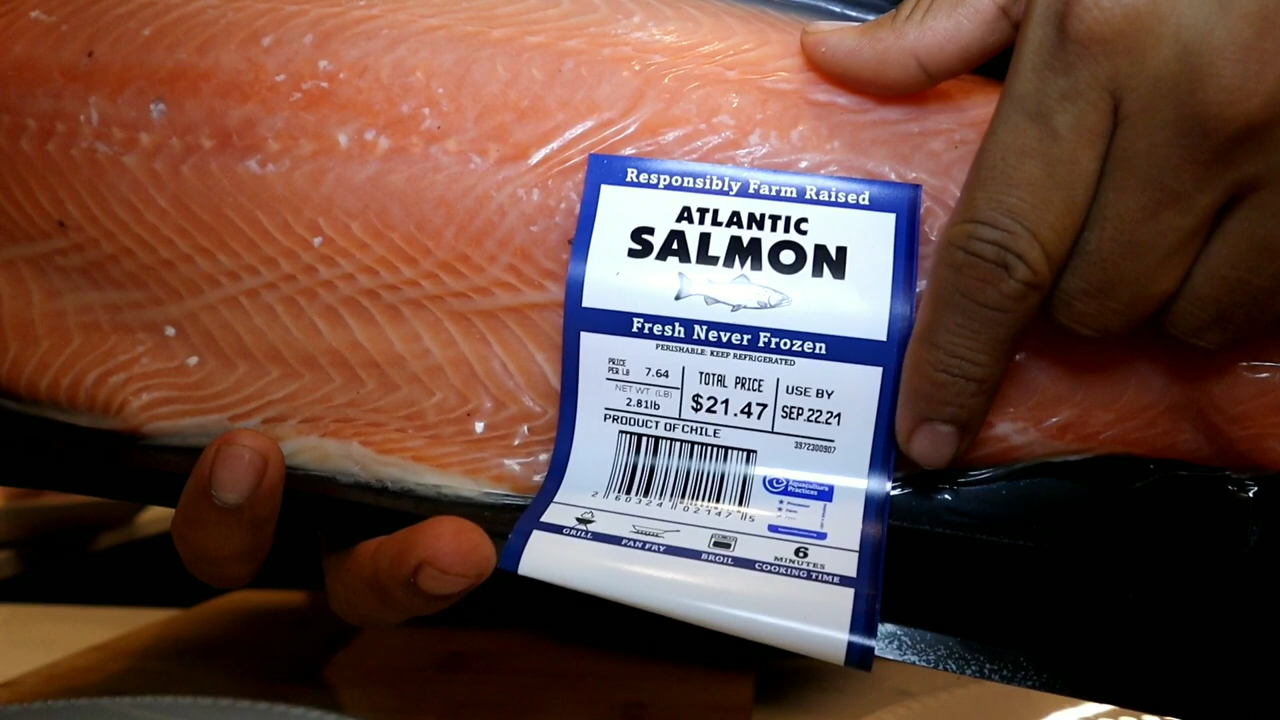 Responsibly Farm Raised
ATLANTIC
SALMON
Fresh Never Frozen
PERISHABLE: KEEP REFRIGERATED
PRICE PER LB 7.64
NET WT. (LB)
2.81lb
TOTAL PRICE
$21.47
USE BY
SEP.22.21
PRODUCT OF CHILE
3972300907
2 60324 02147 5
Aquaculture
Practices
GRILL
PAN FRY
BROIL
6
MINUTES
COOKING TIME